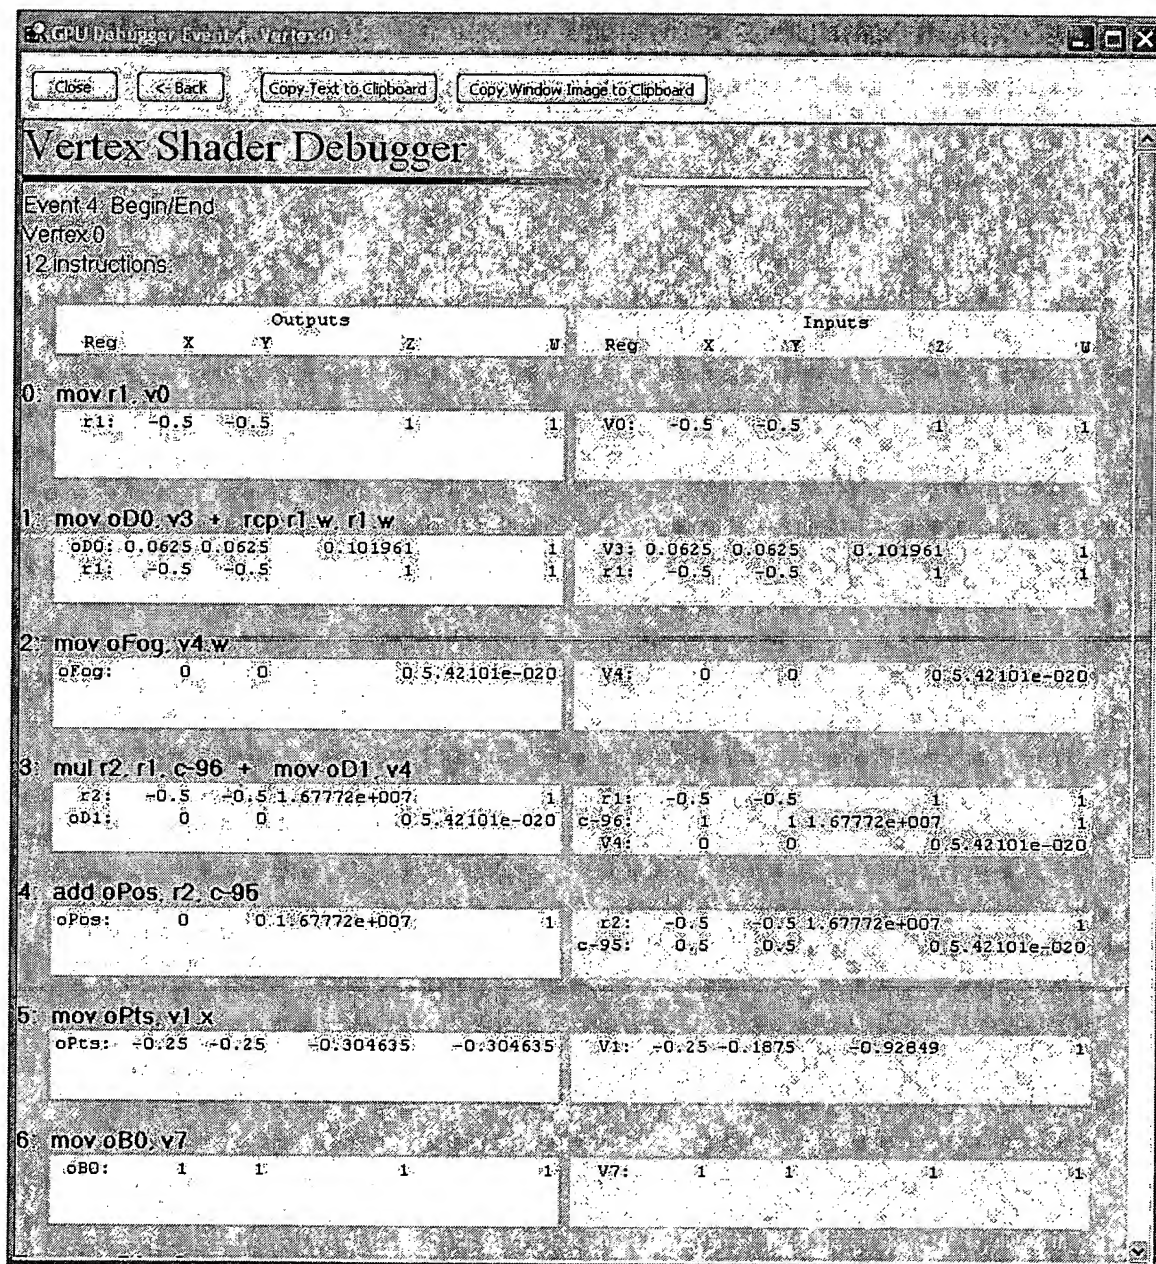 GPU Debugger Event 4, Vertex 0
Close <- Back Copy Text to Clipboard Copy Window Image to Clipboard
Vertex Shader Debugger
Event 4: Begin/End
Vertex 0
12 instructions:
Outputs Inputs
Reg X Y Z W Reg X Y Z W
0: mov r1, v0
r1: -0.5 -0.5 1 1 V0: -0.5 -0.5 1 1
1: mov oD0, v3 + rcp r1.w, r1.w
oD0: 0.0625 0.0625 0.101961 1 V3: 0.0625 0.0625 0.101961 1
r1: -0.5 -0.5 1 1 r1: -0.5 -0.5 1 1
2: mov oFog, v4.w
oFog: 0 0 0 5.42101e-020 V4: 0 0 0 5.42101e-020
3: mul r2, r1, c-96 + mov oD1, v4
r2: -0.5 -0.5 1.67772e+007 1 r1: -0.5 -0.5 1 1
oD1: 0 0 0 5.42101e-020 c-96: 1 1 1.67772e+007 1
V4: 0 0 0 5.42101e-020
4: add oPos, r2, c-95
oPos: 0 0 1.67772e+007 1 r2: -0.5 -0.5 1.67772e+007 1
c-95: 0.5 0.5 0 5.42101e-020
5: mov oPts, v1.x
oPts: -0.25 -0.25 -0.304635 -0.304635 V1: -0.25 -0.1875 -0.92849 1
6: mov oB0, v7
oB0: 1 1 1 1 V7: 1 1 1 1